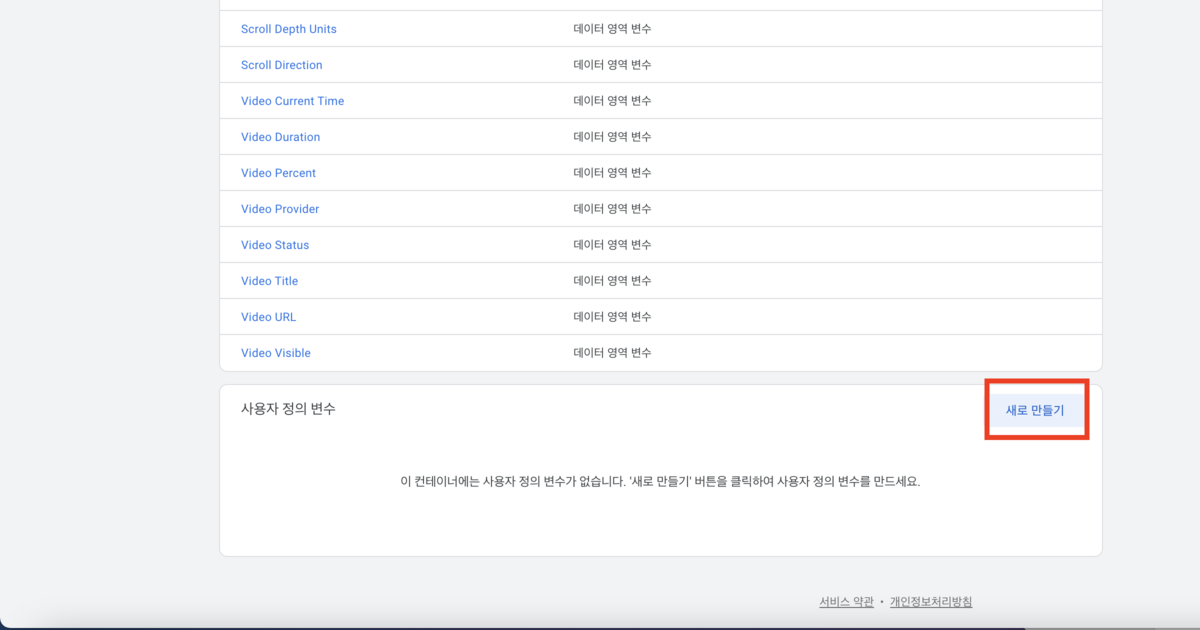 Scroll Depth Units 데이터 영역 변수
Scroll Direction 데이터 영역 변수
Video Current Time 데이터 영역 변수
Video Duration 데이터 영역 변수
Video Percent 데이터 영역 변수
Video Provider 데이터 영역 변수
Video Status 데이터 영역 변수
Video Title 데이터 영역 변수
Video URL 데이터 영역 변수
Video Visible 데이터 영역 변수
사용자 정의 변수 새로 만들기
이 컨테이너에는 사용자 정의 변수가 없습니다. '새로 만들기' 버튼을 클릭하여 사용자 정의 변수를 만드세요.
서비스 약관 • 개인정보처리방침